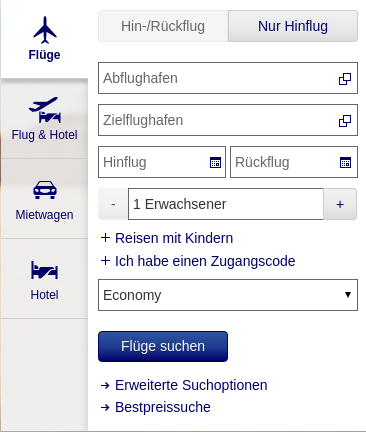 Flüge
Flug & Hotel
Mietwagen
Hotel
Hin-/Rückflug
Nur Hinflug
Abflughafen
Zielflughafen
Hinflug
Rückflug
- 1 Erwachsener +
+ Reisen mit Kindern
+ Ich habe einen Zugangscode
Economy
Flüge suchen
→ Erweiterte Suchoptionen
→ Bestpreissuche